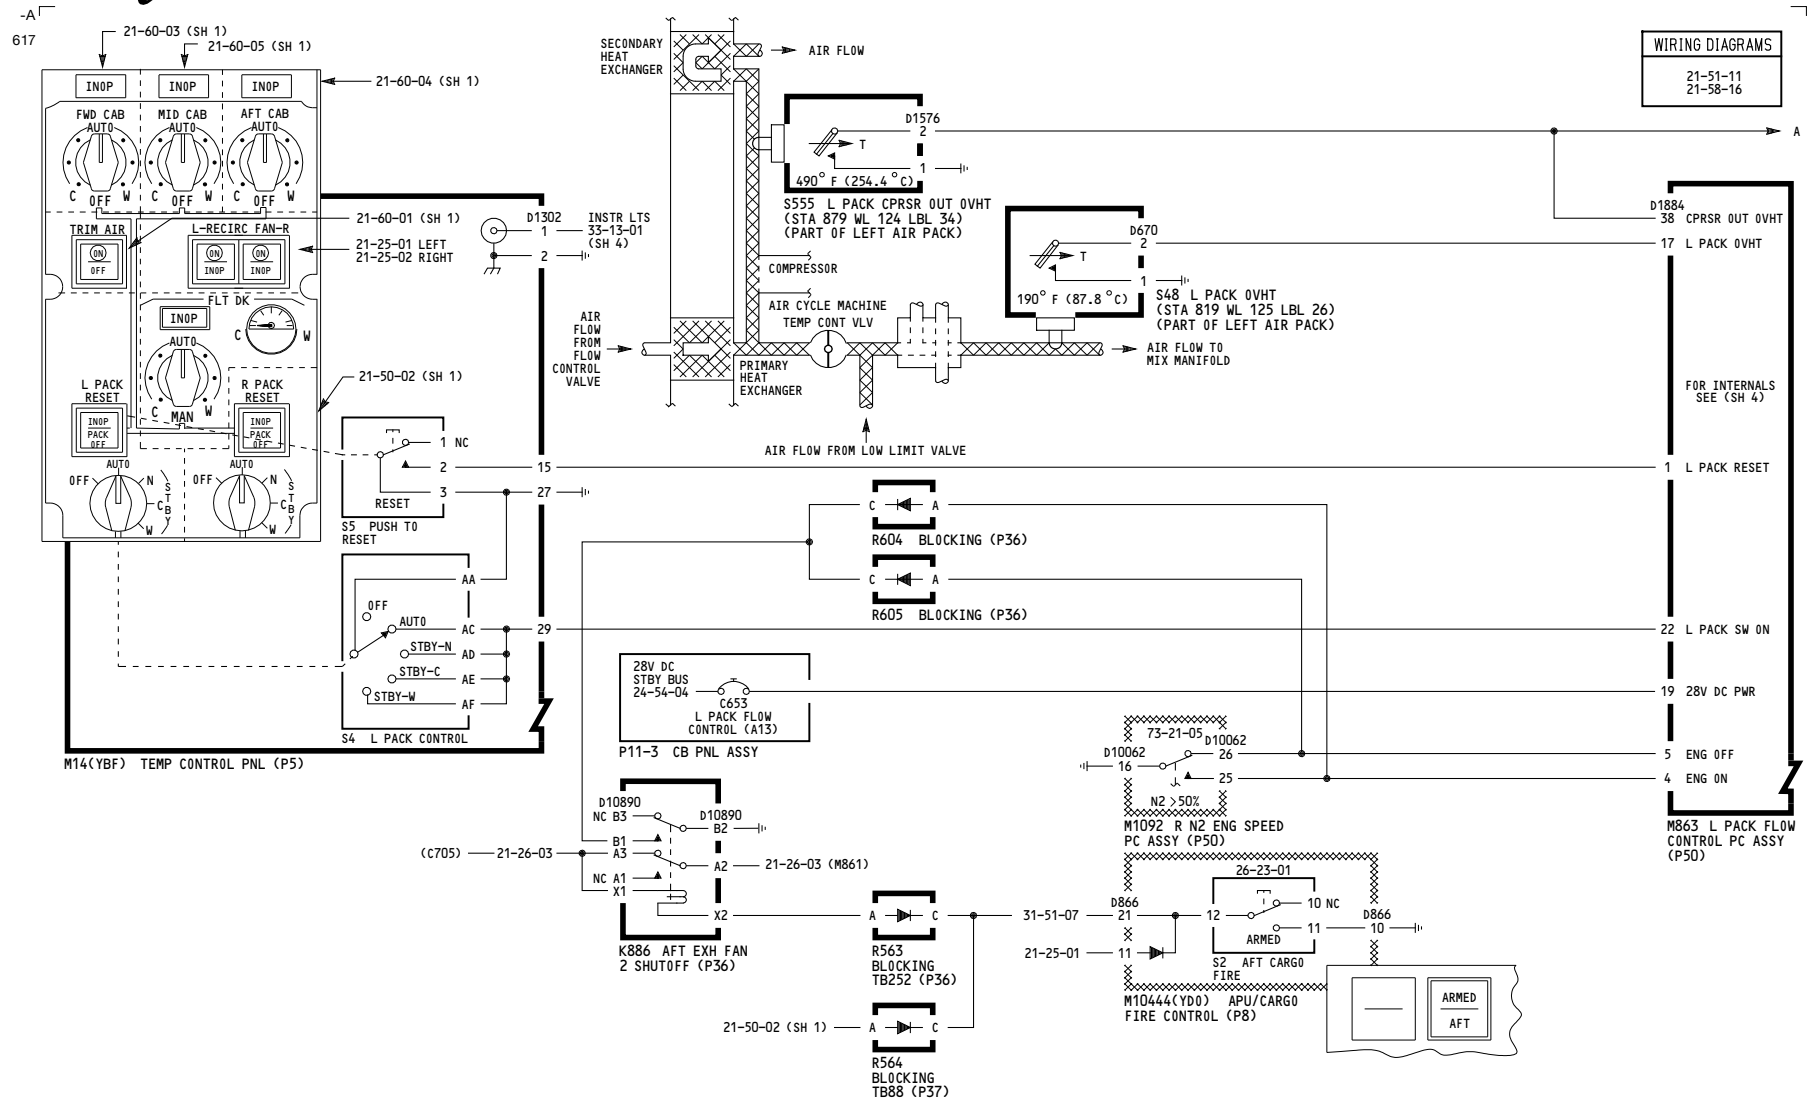 -A
617
21-60-03 (SH 1)
21-60-05 (SH 1)
21-60-04 (SH 1)
INOP
INOP
INOP
FWD CAB
MID CAB
AFT CAB
AUTO
AUTO
AUTO
C OFF W
C OFF W
C OFF W
21-60-01 (SH 1)
TRIM AIR
L-RECIRC FAN-R
ON
OFF
ON
INOP
ON
INOP
21-25-01 LEFT
21-25-02 RIGHT
FLT DK
INOP
C W
AUTO
C MAN W
L PACK
RESET
R PACK
RESET
21-50-02 (SH 1)
INOP
PACK
OFF
INOP
PACK
OFF
AUTO
OFF N
C
W
STBY
AUTO
OFF N
C
W
STBY
D1302
1
2
INSTR LTS
33-13-01
(SH 4)
1 NC
2
3
RESET
S5 PUSH TO
RESET
15
27
AA
OFF
AUTO AC
STBY-N AD
STBY-C AE
STBY-W AF
29
S4 L PACK CONTROL
M14(YBF) TEMP CONTROL PNL (P5)
SECONDARY
HEAT
EXCHANGER
AIR FLOW
D1576
2
T
1
490°F (254.4°C)
S555 L PACK CPRSR OUT OVHT
(STA 879 WL 124 LBL 34)
(PART OF LEFT AIR PACK)
COMPRESSOR
AIR CYCLE MACHINE
TEMP CONT VLV
AIR
FLOW
FROM
FLOW
CONTROL
VALVE
PRIMARY
HEAT
EXCHANGER
AIR FLOW FROM LOW LIMIT VALVE
D670
2
T
1
190°F (87.8°C)
S48 L PACK OVHT
(STA 819 WL 125 LBL 26)
(PART OF LEFT AIR PACK)
AIR FLOW TO
MIX MANIFOLD
WIRING DIAGRAMS
21-51-11
21-58-16
A
D1884
38 CPRSR OUT OVHT
17 L PACK OVHT
FOR INTERNALS
SEE (SH 4)
1 L PACK RESET
22 L PACK SW ON
19 28V DC PWR
5 ENG OFF
4 ENG ON
M863 L PACK FLOW
CONTROL PC ASSY
(P50)
C A
R604 BLOCKING (P36)
C A
R605 BLOCKING (P36)
28V DC
STBY BUS
24-54-04
C653
L PACK FLOW
CONTROL (A13)
P11-3 CB PNL ASSY
73-21-05
D10062
16
D10062
26
25
N2 >50%
M1092 R N2 ENG SPEED
PC ASSY (P50)
D10890
NC B3
D10890
B2
B1
(C705) 21-26-03 A3
A2 21-26-03 (M861)
NC A1
X1
X2
K886 AFT EXH FAN
2 SHUTOFF (P36)
A C
R563
BLOCKING
TB252 (P36)
21-50-02 (SH 1) A C
R564
BLOCKING
TB88 (P37)
31-51-07
D866
21
21-25-01 11
26-23-01
12
10 NC
11
ARMED
D866
10
S2 AFT CARGO
FIRE
M10444(YDO) APU/CARGO
FIRE CONTROL (P8)
ARMED
AFT